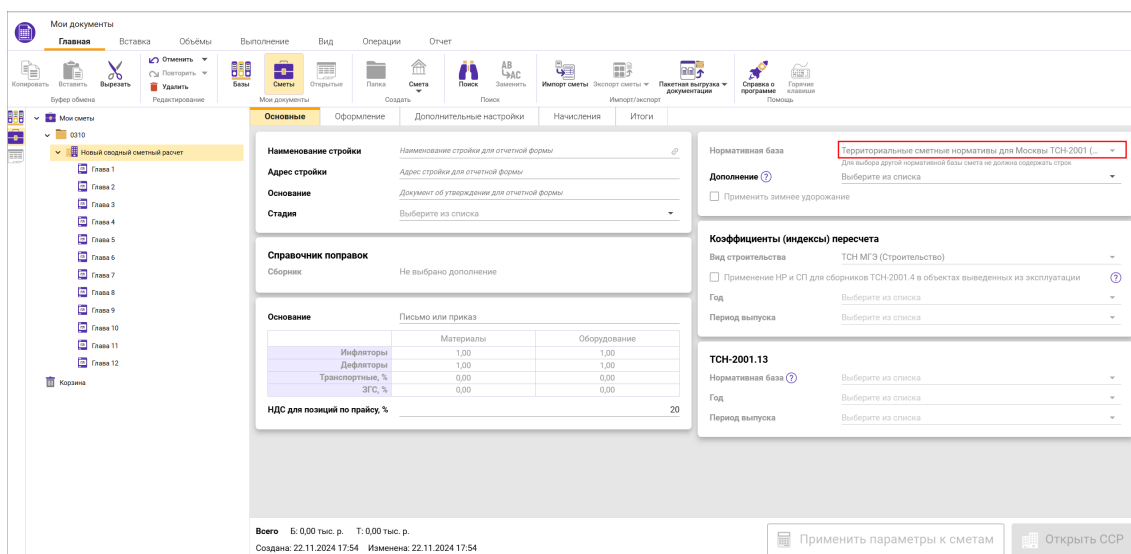 Мои документы
Главная Вставка Объёмы Выполнение Вид Операции Отчет
Копировать Вставить Вырезать Отменить Повторить Удалить Базы Сметы Открытые Папка Смета Поиск Заменить Импорт сметы Экспорт сметы Пакетная выгрузка документации Справка о программе Горячие клавиши
Буфер обмена Редактирование Мои документы Создать Поиск Импорт/экспорт Помощь
Мои сметы
0310
Новый сводный сметный расчет
Глава 1
Глава 2
Глава 3
Глава 4
Глава 5
Глава 6
Глава 7
Глава 8
Глава 9
Глава 10
Глава 11
Глава 12
Корзина
Основные Оформление Дополнительные настройки Начисления Итоги
Наименование стройки Наименование стройки для отчетной формы
Адрес стройки Адрес стройки для отчетной формы
Основание Документ об утверждении для отчетной формы
Стадия Выберите из списка
Справочник поправок
Сборник Не выбрано дополнение
Основание Письмо или приказ
Материалы Оборудование
Инфляторы 1,00 1,00
Дефляторы 1,00 1,00
Транспортные, % 0,00 0,00
ЗГС, % 0,00 0,00
НДС для позиций по прайсу, % 20
Нормативная база Территориальные сметные нормативы для Москвы ТСН-2001 (...
Для выбора другой нормативной базы смета не должна содержать строк
Дополнение ? Выберите из списка
Применить зимнее удорожание
Коэффициенты (индексы) пересчета
Вид строительства ТСН МГЭ (Строительство)
Применение НР и СП для сборников ТСН-2001.4 в объектах выведенных из эксплуатации ?
Год Выберите из списка
Период выпуска Выберите из списка
ТСН-2001.13
Нормативная база ? Выберите из списка
Год Выберите из списка
Период выпуска Выберите из списка
Всего Б: 0,00 тыс. р. Т: 0,00 тыс. р.
Создана: 22.11.2024 17:54 Изменена: 22.11.2024 17:54
Применить параметры к сметам Открыть ССР